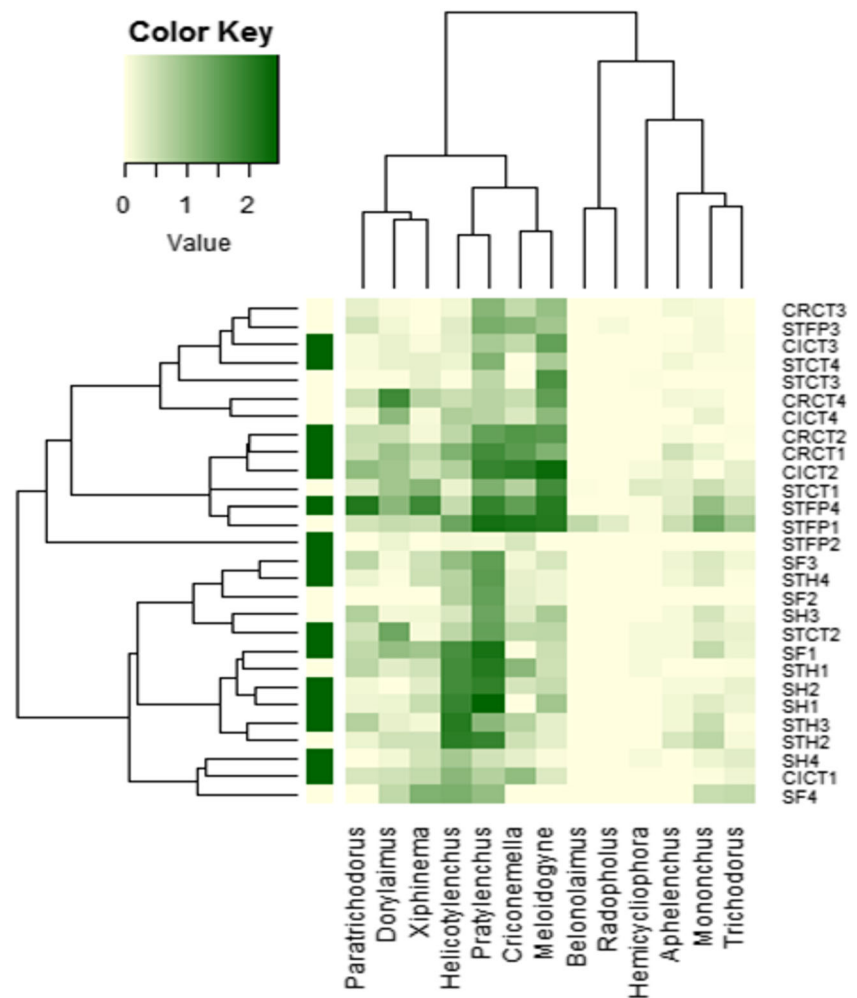 Color Key
0 1 2
Value
CRCT3
STFP3
CICT3
STCT4
STCT3
CRCT4
CICT4
CRCT2
CRCT1
CICT2
STCT1
STFP4
STFP1
STFP2
SF3
STH4
SF2
SH3
STCT2
SF1
STH1
SH2
SH1
STH3
STH2
SH4
CICT1
SF4
Paratrichodorus
Dorylaimus
Xiphinema
Helicotylenchus
Pratylenchus
Criconemella
Meloidogyne
Belonolaimus
Radopholus
Hemicycliophora
Aphelenchus
Mononchus
Trichodorus